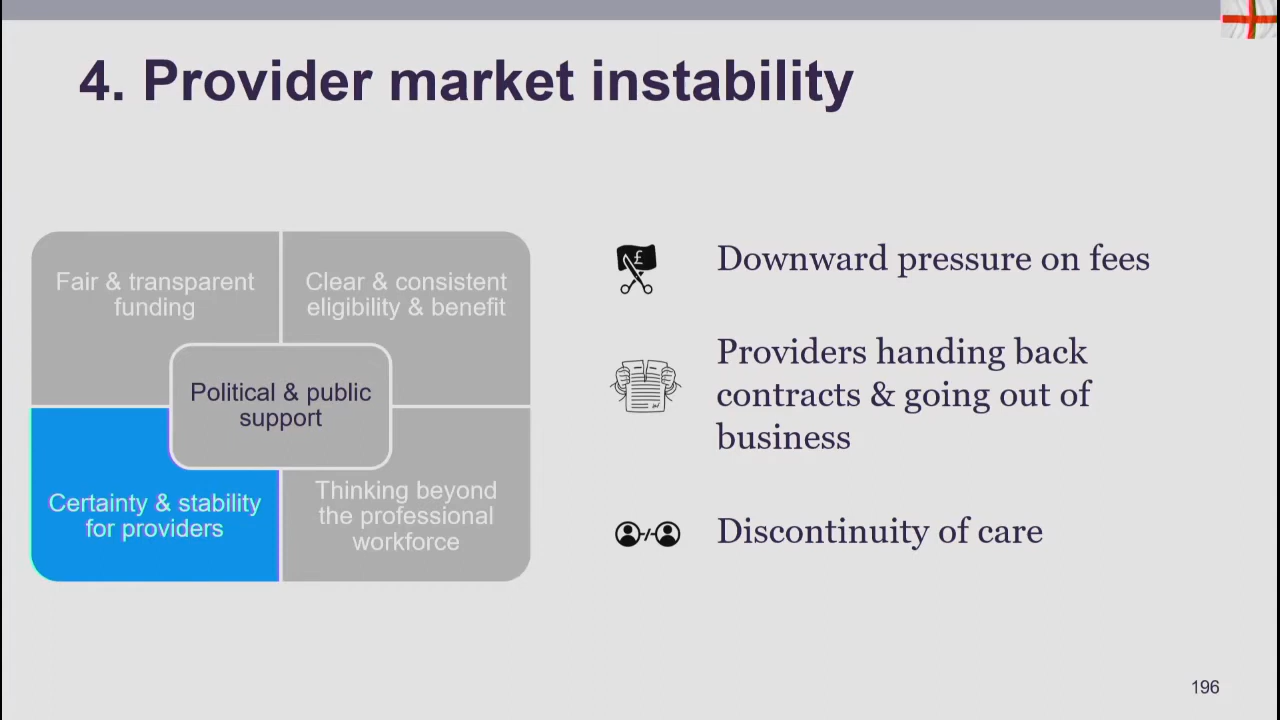 4. Provider market instability
Fair & transparent
funding
Clear & consistent
eligibility & benefit
Political & public
support
Certainty & stability
for providers
Thinking beyond
the professional
workforce
£
Downward pressure on fees
Providers handing back
contracts & going out of
business
Discontinuity of care
196